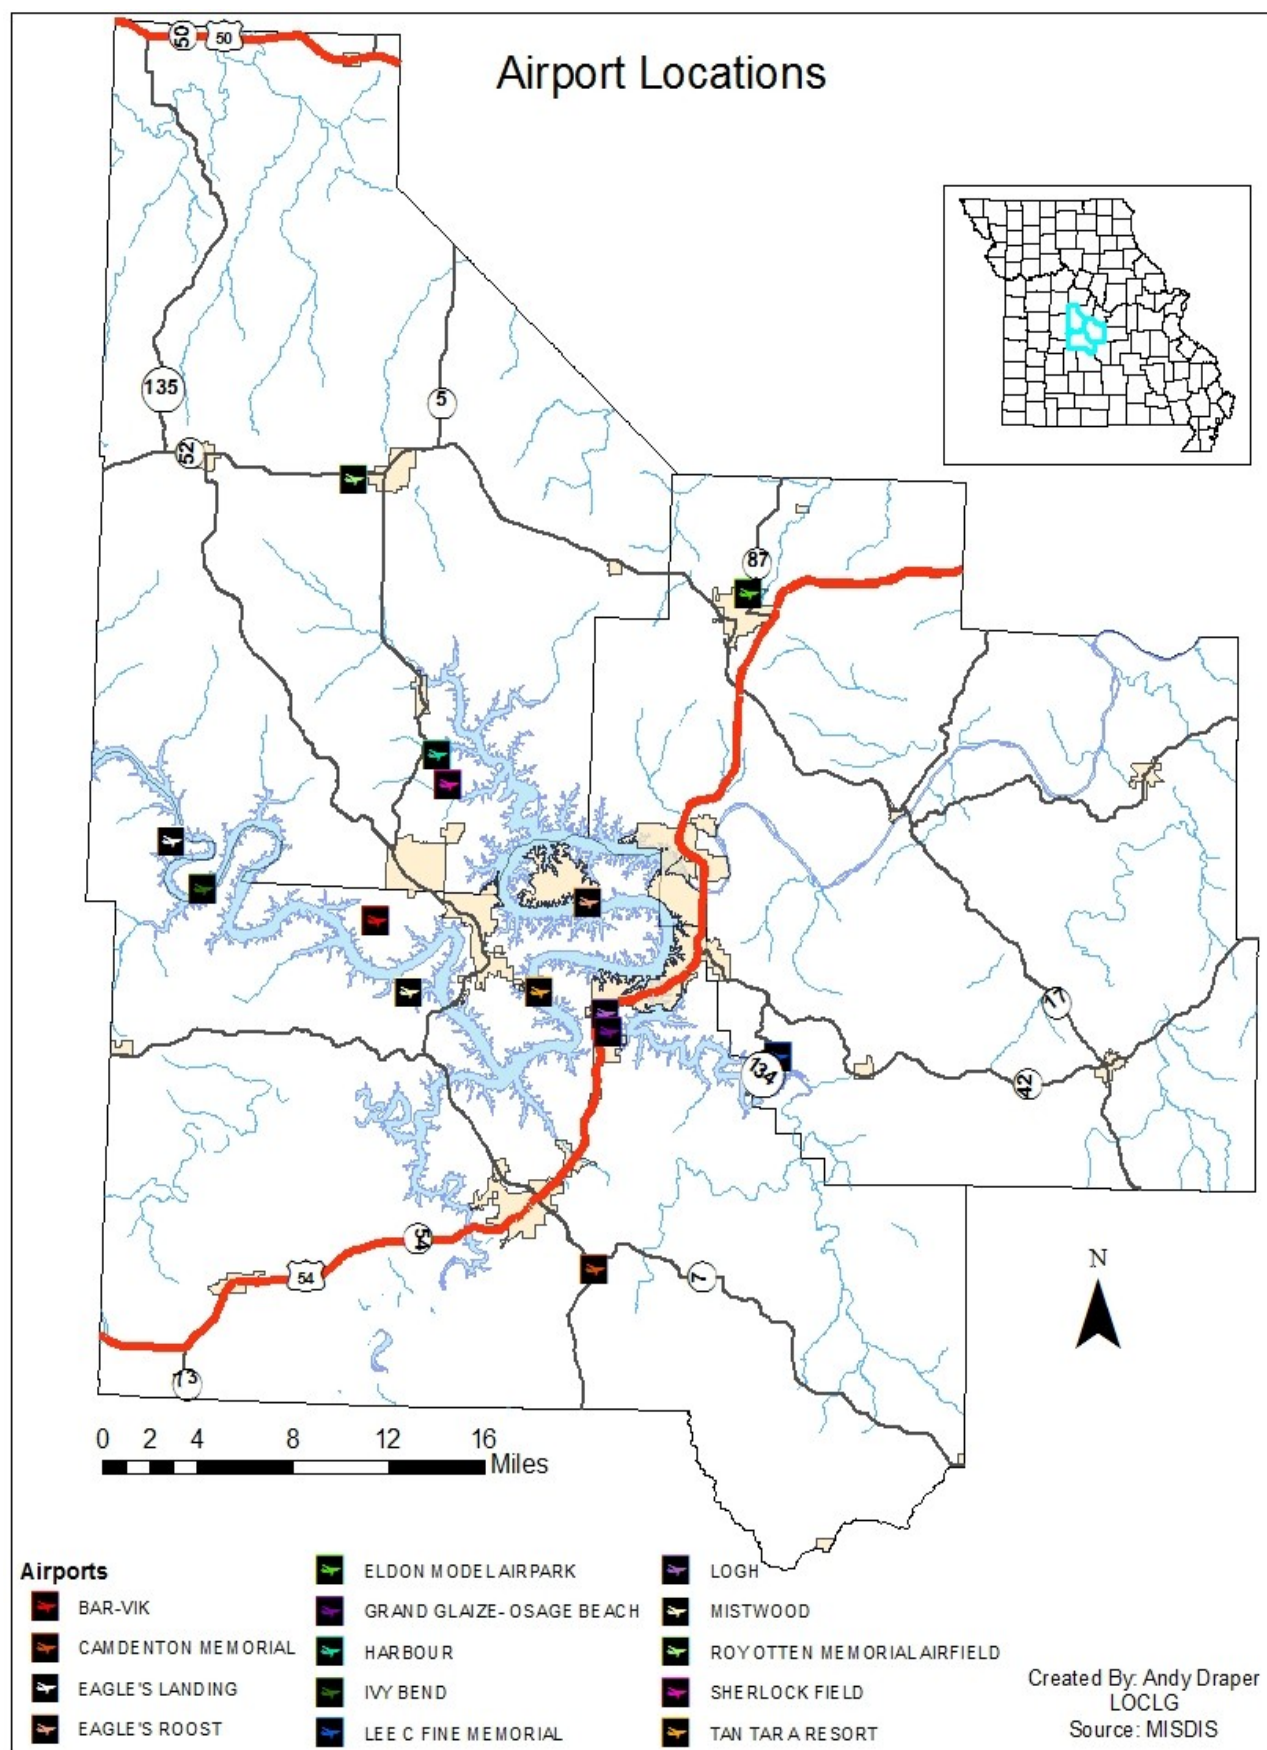 Airport Locations
50
50
135
5
52
87
17
134
42
54
54
7
73
N
0 2 4 8 12 16
Miles
Airports
BAR-VIK
CAMDENTON MEMORIAL
EAGLE'S LANDING
EAGLE'S ROOST
ELDON MODEL AIRPARK
GRAND GLAIZE- OSAGE BEACH
HARBOUR
IVY BEND
LEE C FINE MEMORIAL
LOGH
MISTWOOD
ROY OTTEN MEMORIAL AIRFIELD
SHERLOCK FIELD
TAN TAR A RESORT
Created By: Andy Draper
LOCLG
Source: MISDIS